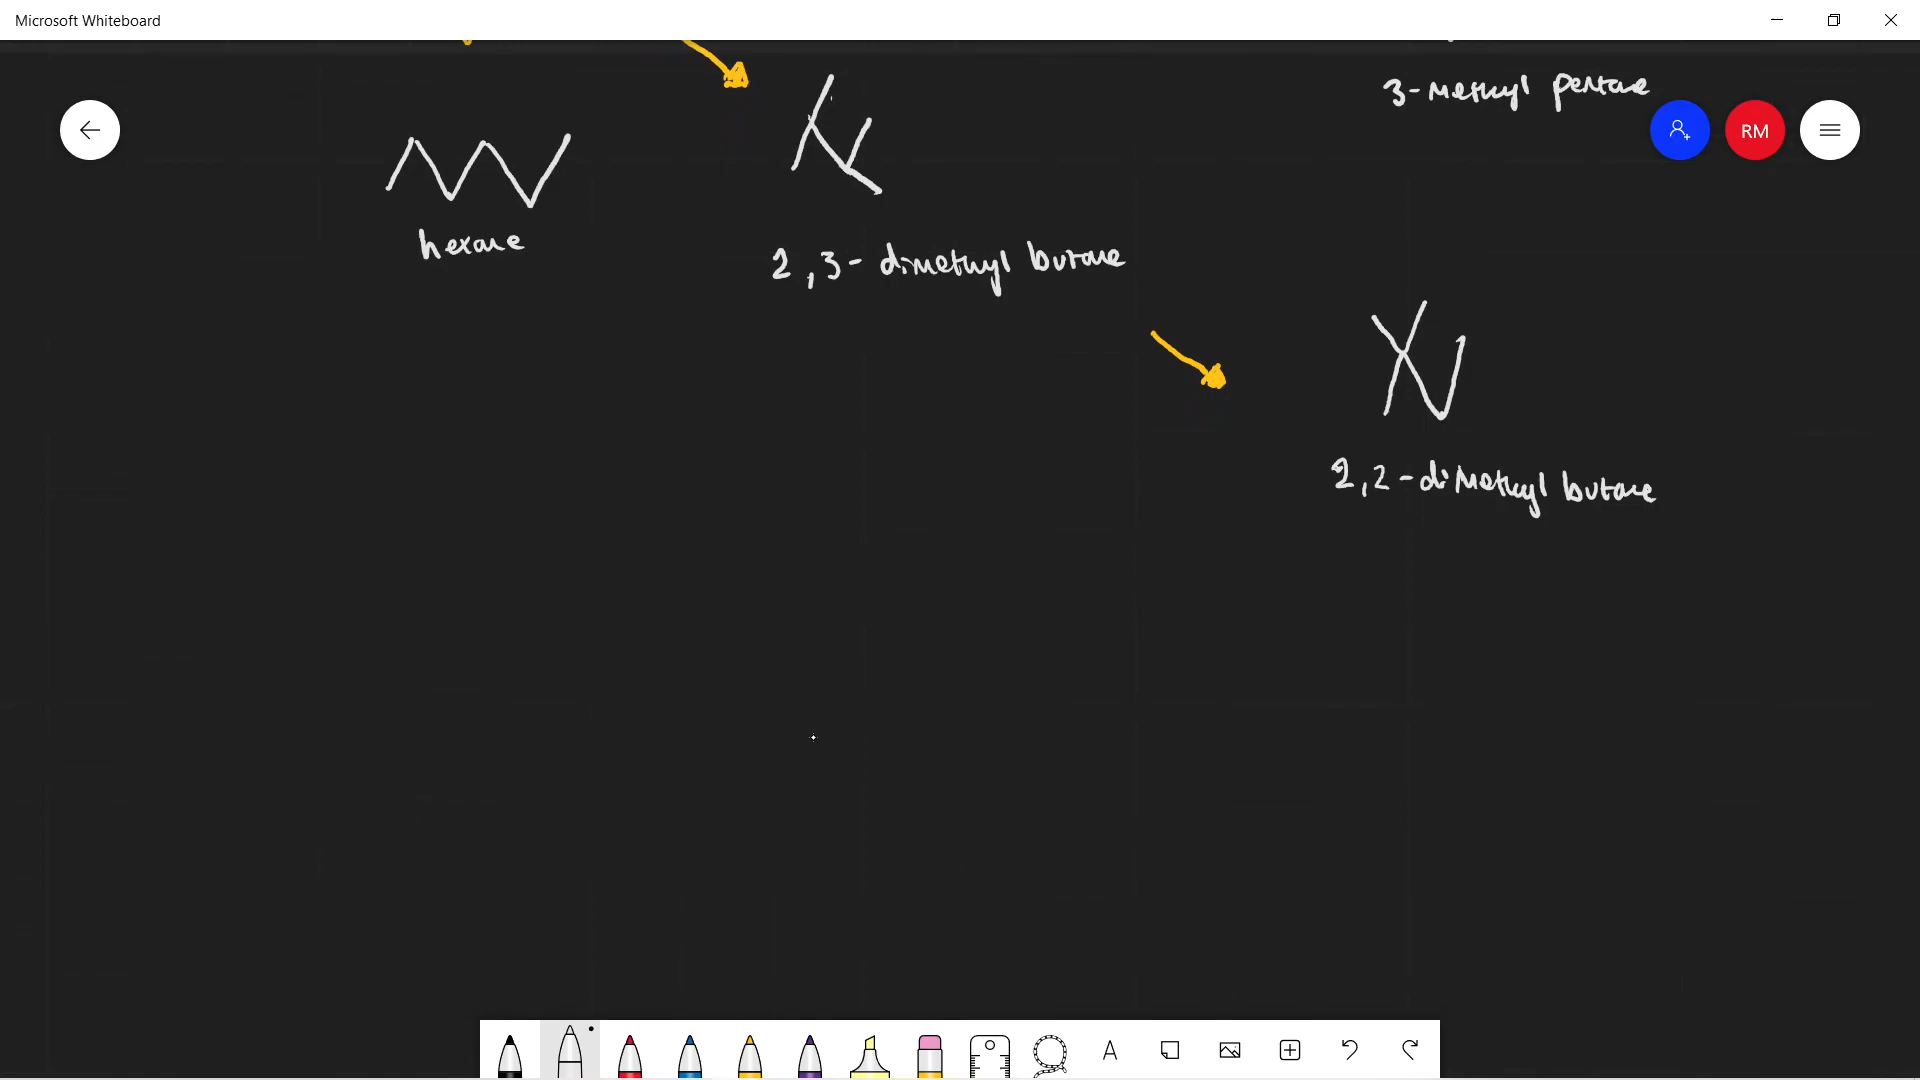 Microsoft Whiteboard
3-methyl pentane
RM
hexane
2,3-dimethyl butane
2,2-dimethyl butane
A